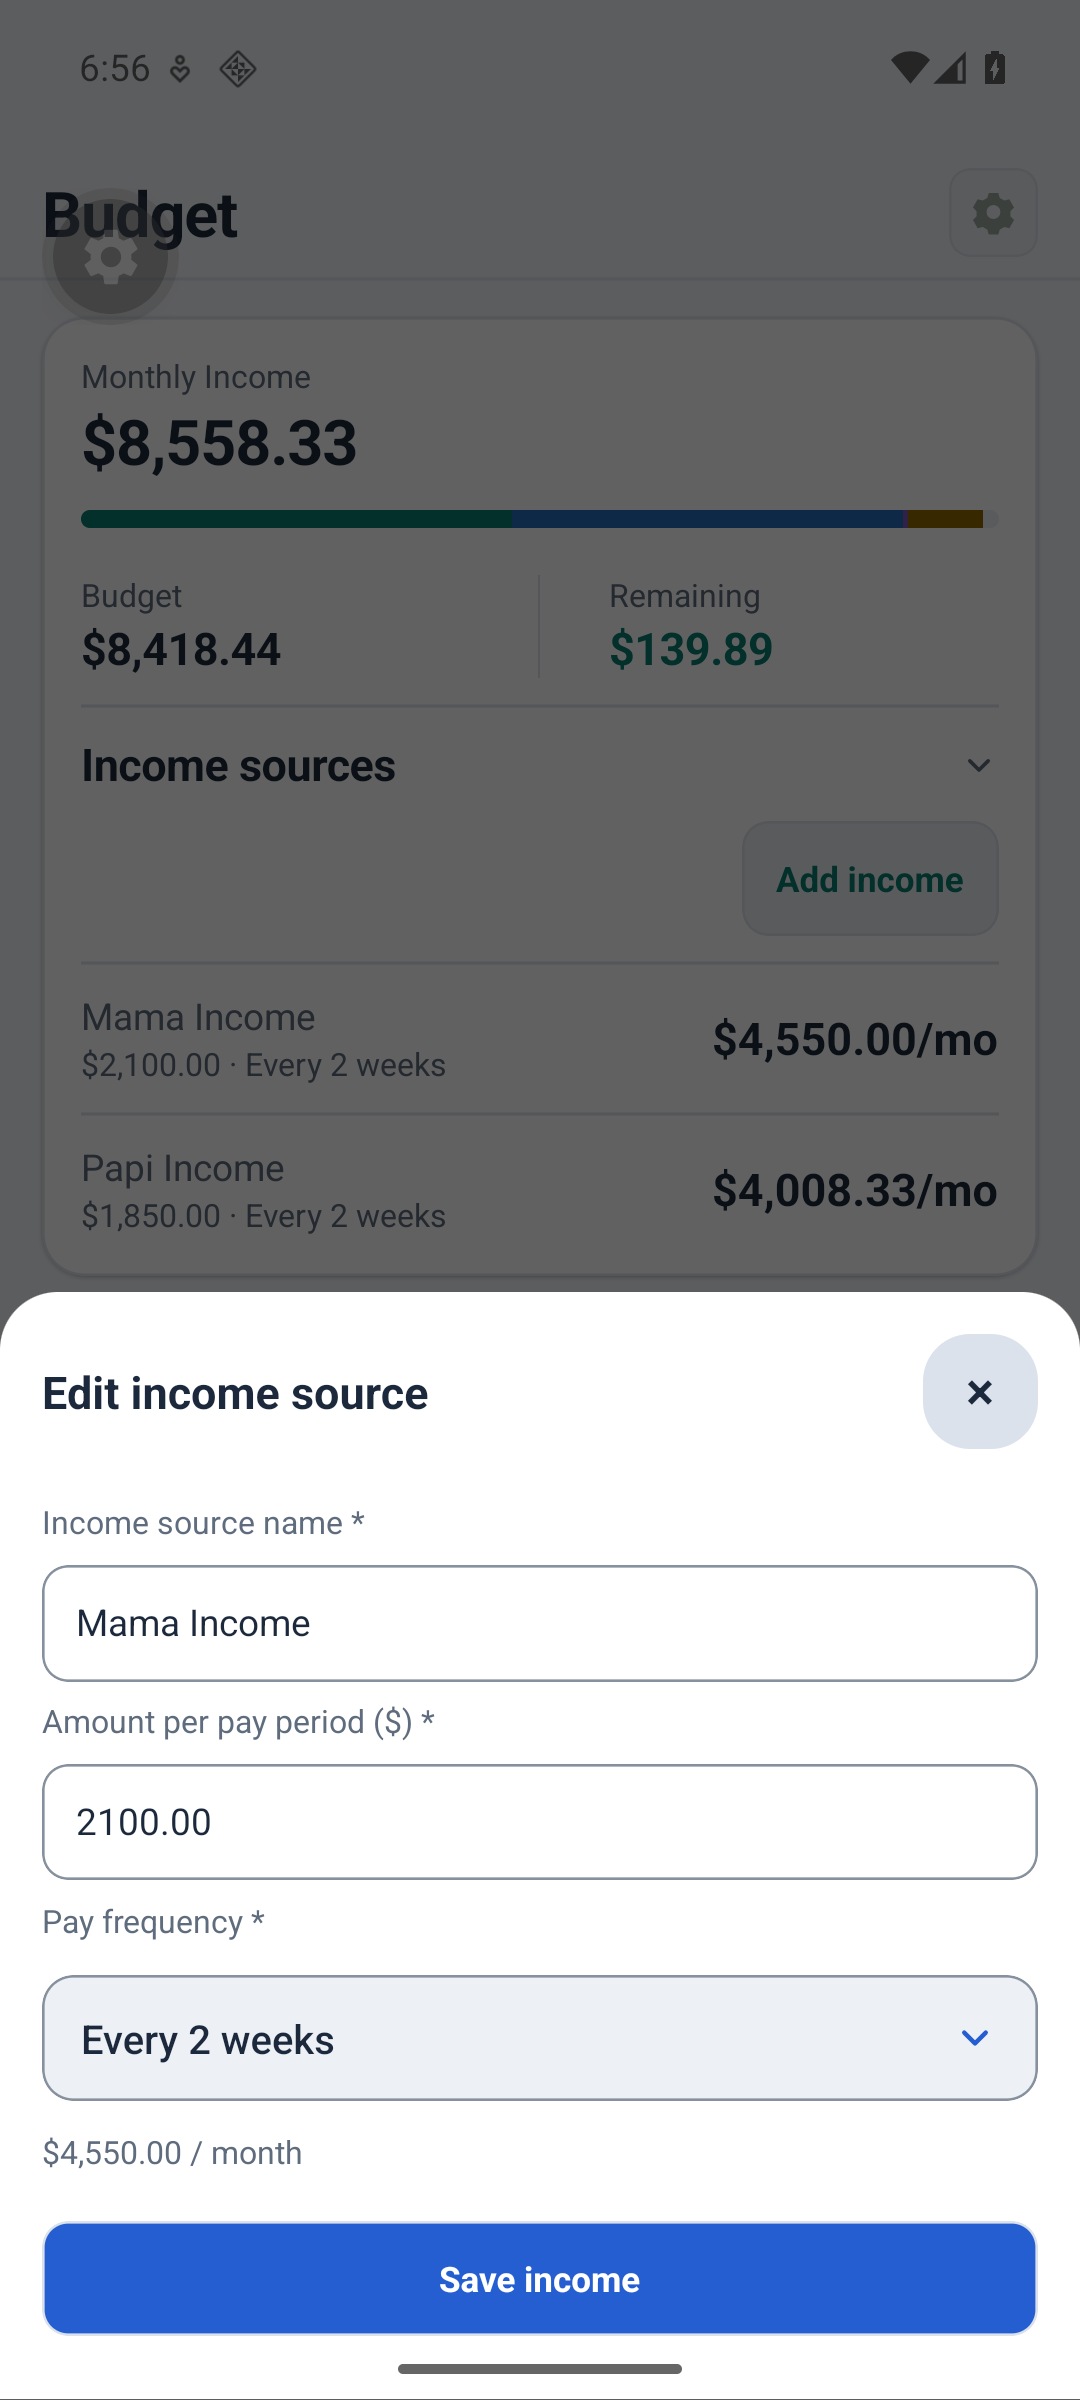 6:56
Budget
Monthly Income
$8,558.33
Budget
$8,418.44
Remaining
$139.89
Income sources
Add income
Mama Income
$2,100.00 · Every 2 weeks
$4,550.00/mo
Papi Income
$1,850.00 · Every 2 weeks
$4,008.33/mo
Edit income source
Income source name *
Mama Income
Amount per pay period ($) *
2100.00
Pay frequency *
Every 2 weeks
$4,550.00 / month
Save income